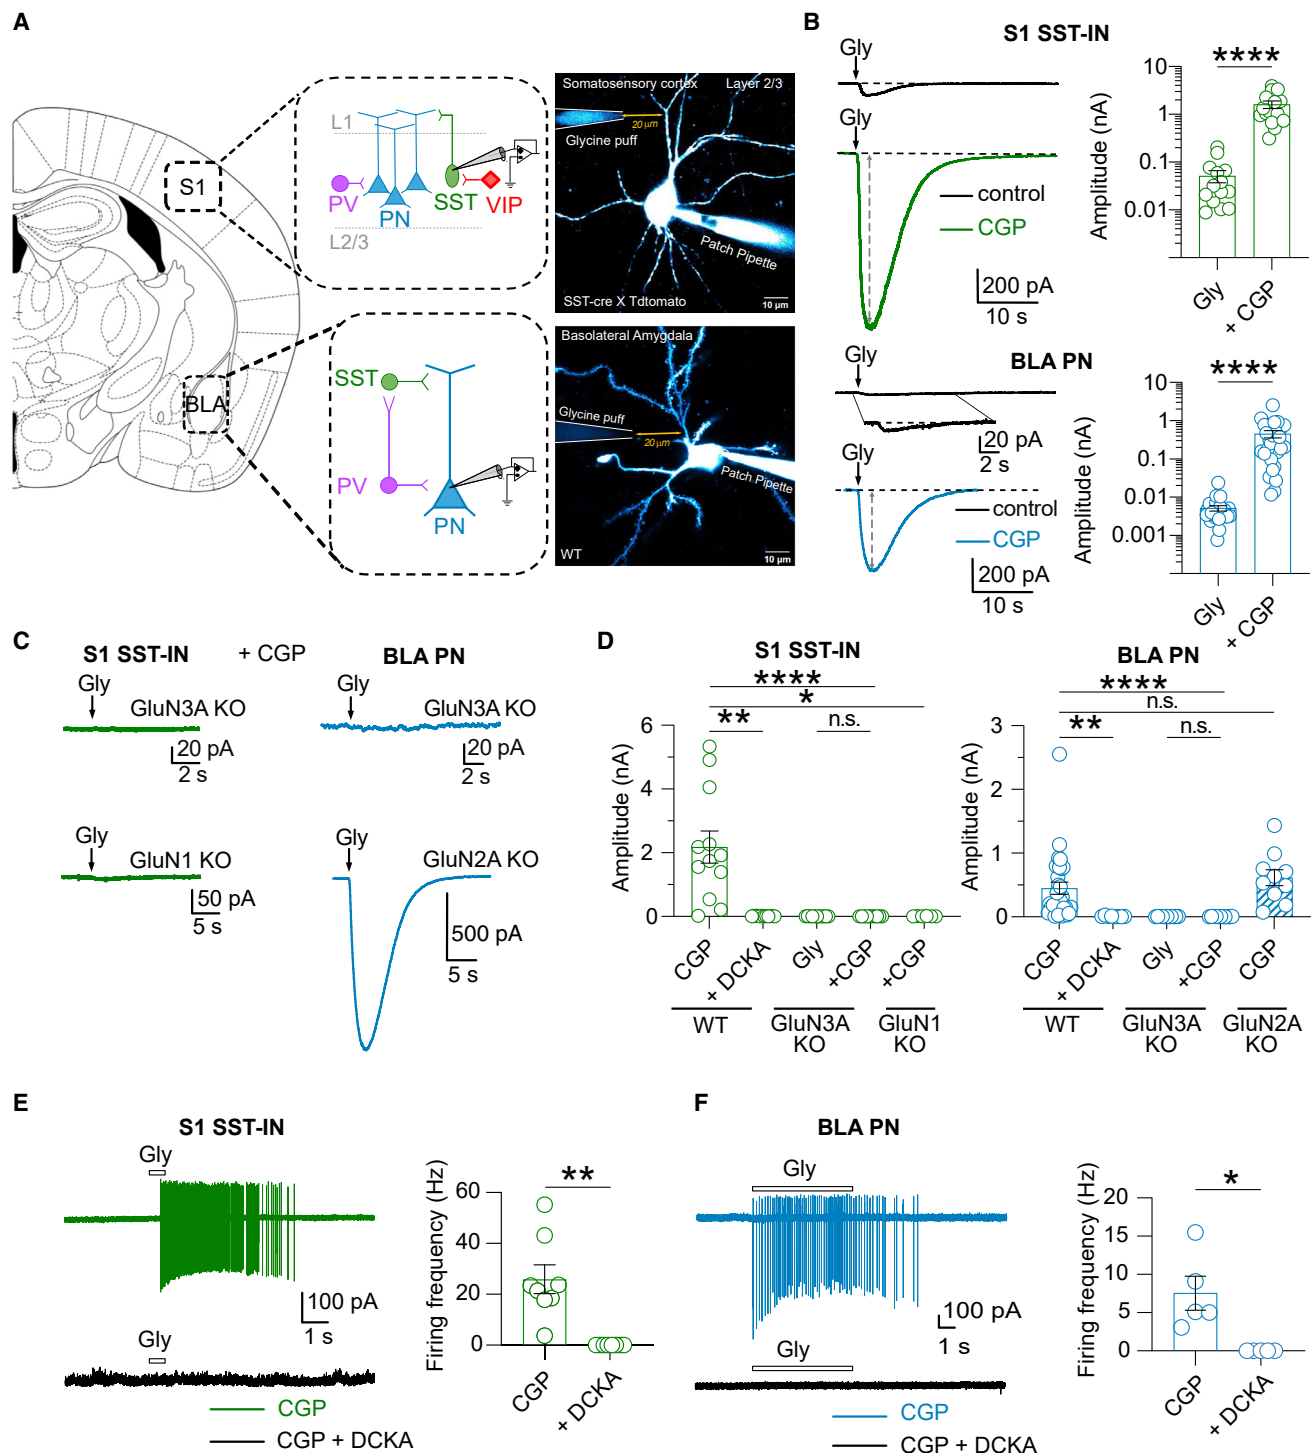 A
S1
BLA
L1
PV
PN
SST
VIP
L2/3
Somatosensory cortex
Layer 2/3
20 µm
Glycine puff
Patch Pipette
SST-cre X Tdtomato
10 µm
SST
PV
PN
Basolateral Amygdala
Glycine puff
20 µm
Patch Pipette
WT
10 µm
B
S1 SST-IN
Gly
Gly
control
CGP
200 pA
10 s
Amplitude (nA)
10
1
0.1
0.01
****
Gly
+ CGP
BLA PN
Gly
20 pA
2 s
Gly
control
CGP
200 pA
10 s
Amplitude (nA)
10
1
0.1
0.01
0.001
****
Gly
+ CGP
C
S1 SST-IN
+ CGP
BLA PN
Gly
GluN3A KO
20 pA
2 s
Gly
GluN3A KO
20 pA
2 s
Gly
GluN1 KO
50 pA
5 s
Gly
GluN2A KO
500 pA
5 s
D
S1 SST-IN
****
*
**
n.s.
Amplitude (nA)
6
4
2
0
CGP
+ DCKA
Gly
+CGP
+CGP
WT
GluN3A
KO
GluN1
KO
BLA PN
****
n.s.
**
n.s.
Amplitude (nA)
3
2
1
0
CGP
+ DCKA
Gly
+CGP
CGP
WT
GluN3A
KO
GluN2A
KO
E
S1 SST-IN
Gly
100 pA
1 s
Gly
CGP
CGP + DCKA
Firing frequency (Hz)
60
40
20
0
**
CGP
+ DCKA
F
BLA PN
Gly
100 pA
1 s
Gly
CGP
CGP + DCKA
Firing frequency (Hz)
20
15
10
5
0
*
CGP
+ DCKA